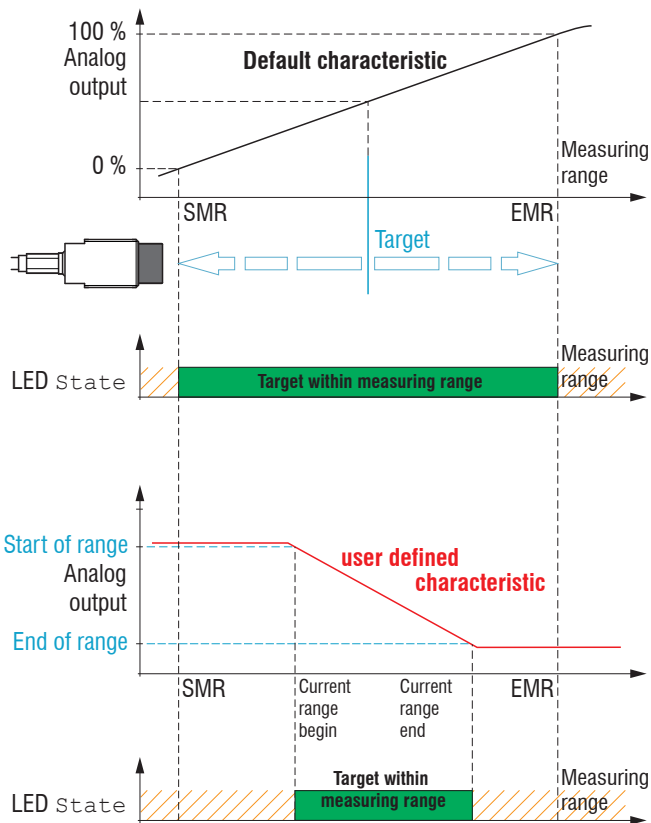 100 %
Analog
output
Default characteristic
0 %
Measuring
range
SMR
EMR
Target
Measuring
range
LED State
Target within measuring range
Start of range
Analog
output
user defined
characteristic
End of range
SMR
Current
range
begin
Current
range
end
EMR
Target within
measuring range
Measuring
range
LED State